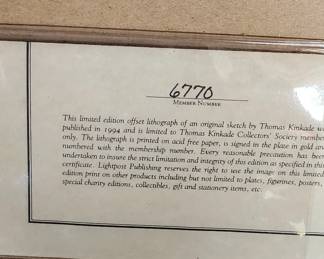 6770
MEMBER NUMBER
This limited edition offset lithograph of an original sketch by Thomas Kinkade
published in 1994 and is limited to Thomas Kinkade Collectors' Society
only. The lithograph is printed on acid free paper, is signed in the plate in gold
numbered with the membership number. Every reasonable precaution has been
undertaken to insure the strict limitation and integrity of this edition as specified in this
certificate. Lightpost Publishing reserves the right to use the image on this limited
edition print on other products including but not limited to plates, figurines, posters,
special charity editions, collectibles, gift and stationery items, etc.